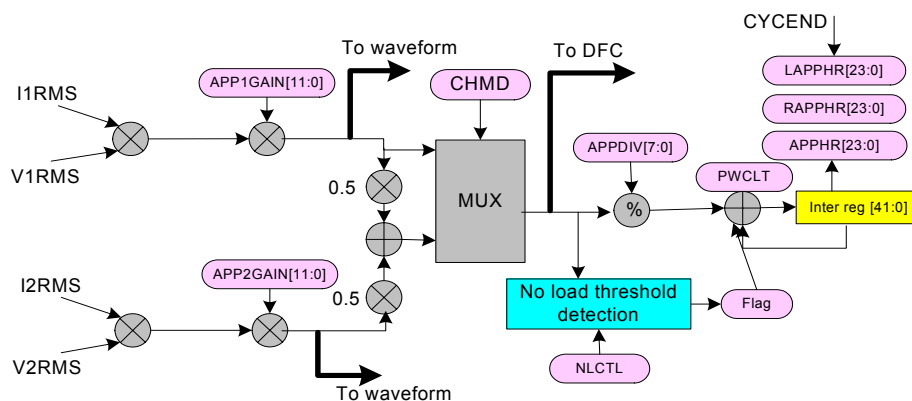 CYCEND
To waveform
To DFC
LAPPHR[23:0]
APP1GAIN[11:0]
CHMD
I1RMS
RAPPHR[23:0]
APPDIV[7:0]
APPHR[23:0]
V1RMS
PWCLT
0.5
MUX
%
Inter reg [41:0]
APP2GAIN[11:0]
I2RMS
0.5
No load threshold
detection
Flag
V2RMS
NLCTL
To waveform